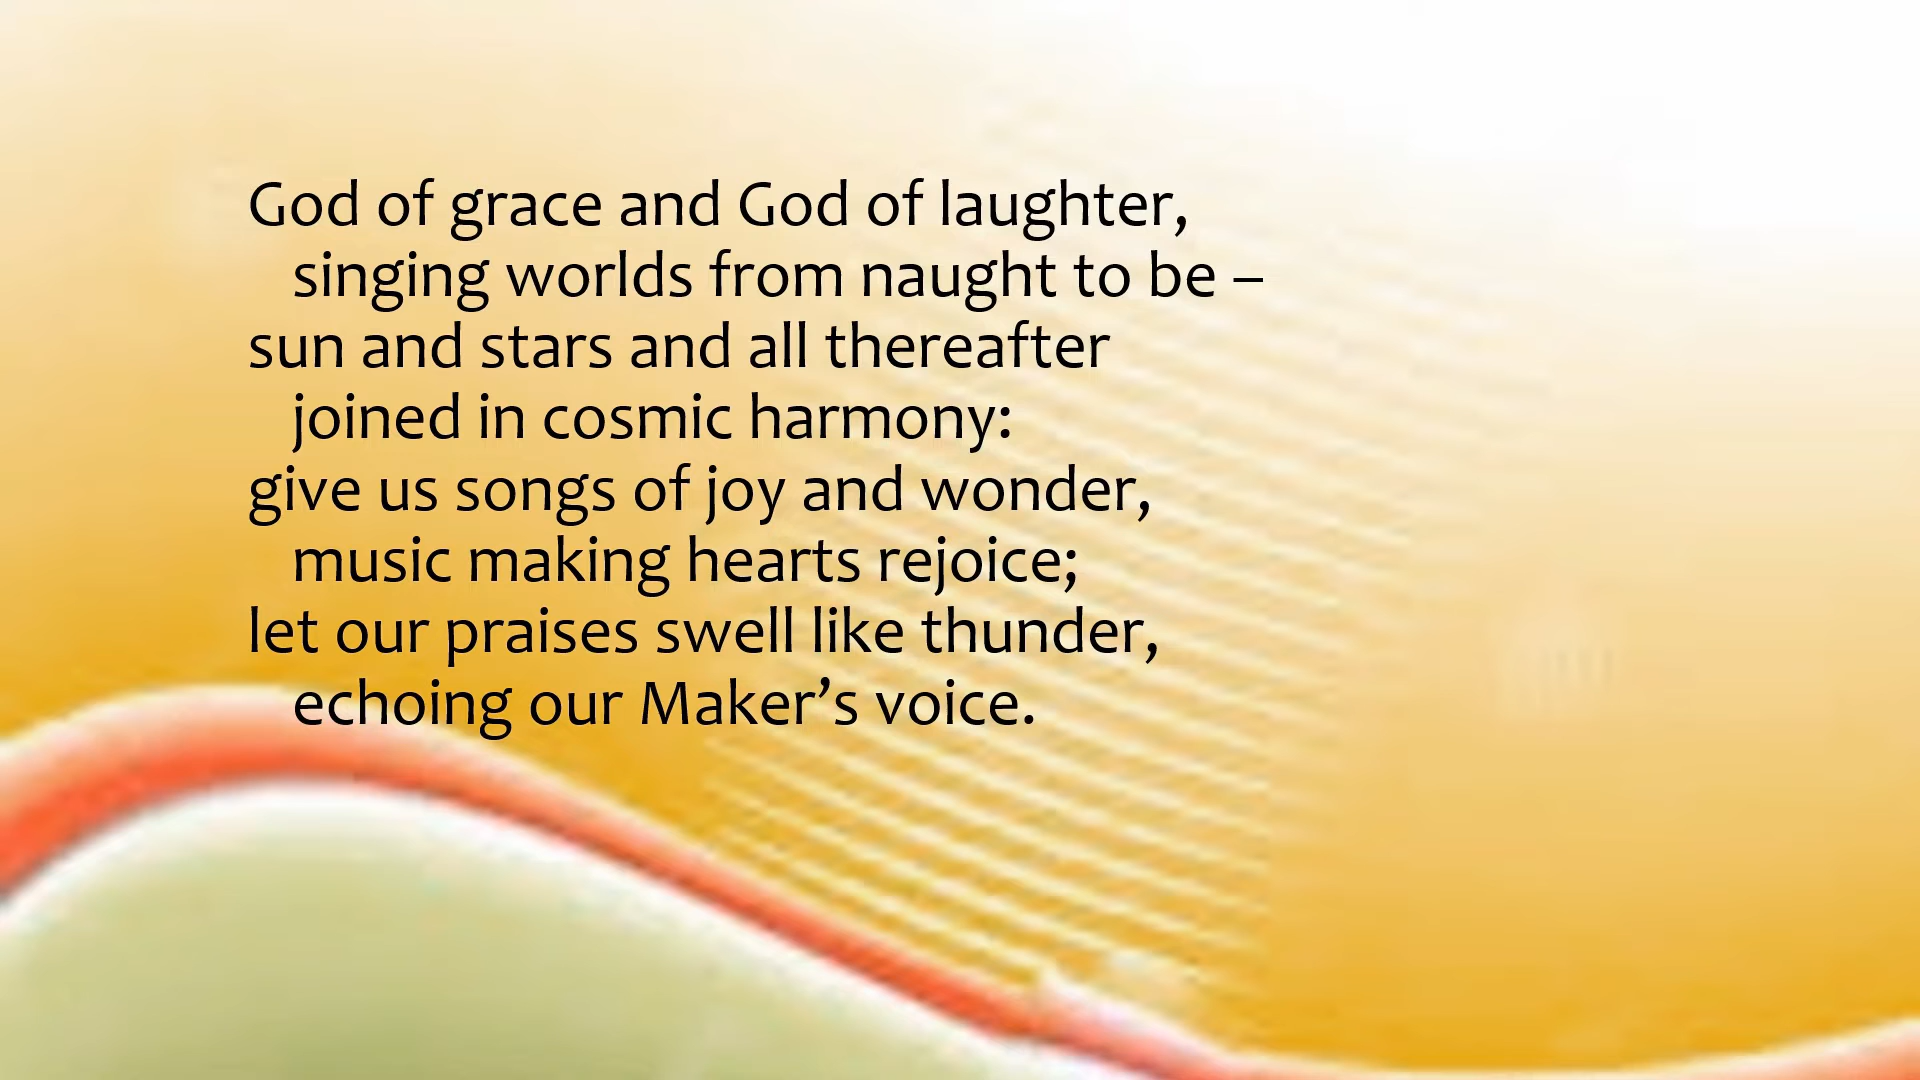 God of grace and God of laughter,
singing worlds from naught to be –
sun and stars and all thereafter
joined in cosmic harmony:
give us songs of joy and wonder,
music making hearts rejoice;
let our praises swell like thunder,
echoing our Maker’s voice.